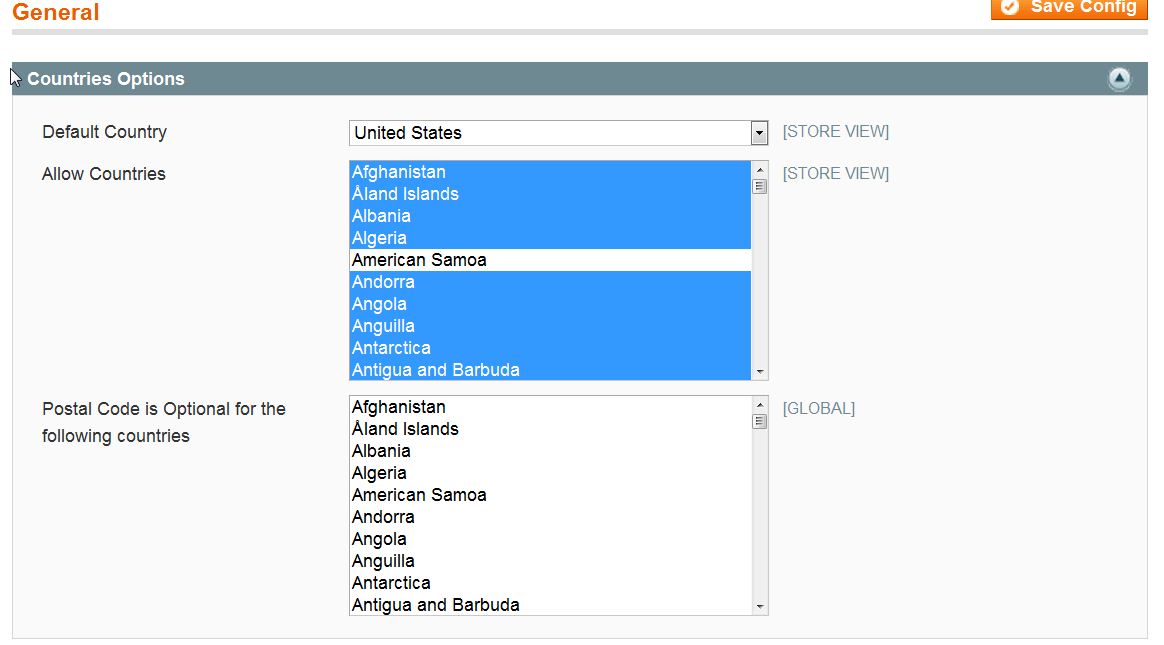 General
Save Config
Countries Options
Default Country
United States
[STORE VIEW]
Allow Countries
Afghanistan
Åland Islands
Albania
Algeria
American Samoa
Andorra
Angola
Anguilla
Antarctica
Antigua and Barbuda
[STORE VIEW]
Postal Code is Optional for the
following countries
Afghanistan
Åland Islands
Albania
Algeria
American Samoa
Andorra
Angola
Anguilla
Antarctica
Antigua and Barbuda
[GLOBAL]